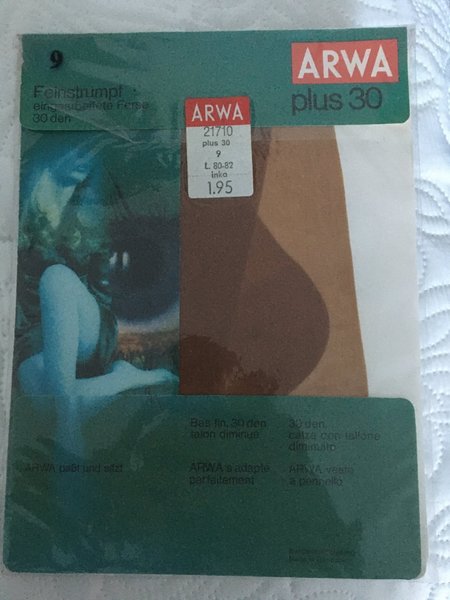 9
ARWA
plus 30
Feinstrumpf
eingearbeitete Ferse
30 den
ARWA
21710
plus 30
9
L. 80-82
inka
1.95
Bas fin, 30 den
talon diminué
30 den,
calza con tallone
diminuito
ARWA paßt und sitzt
ARWA s'adapte
parfaitement
ARWA veste
a pennello